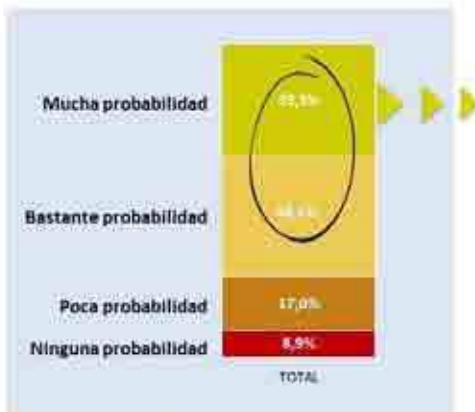 Mucha probabilidad
Bastante probabilidad
Poca probabilidad 17,0%
Ninguna probabilidad 8,9%
TOTAL